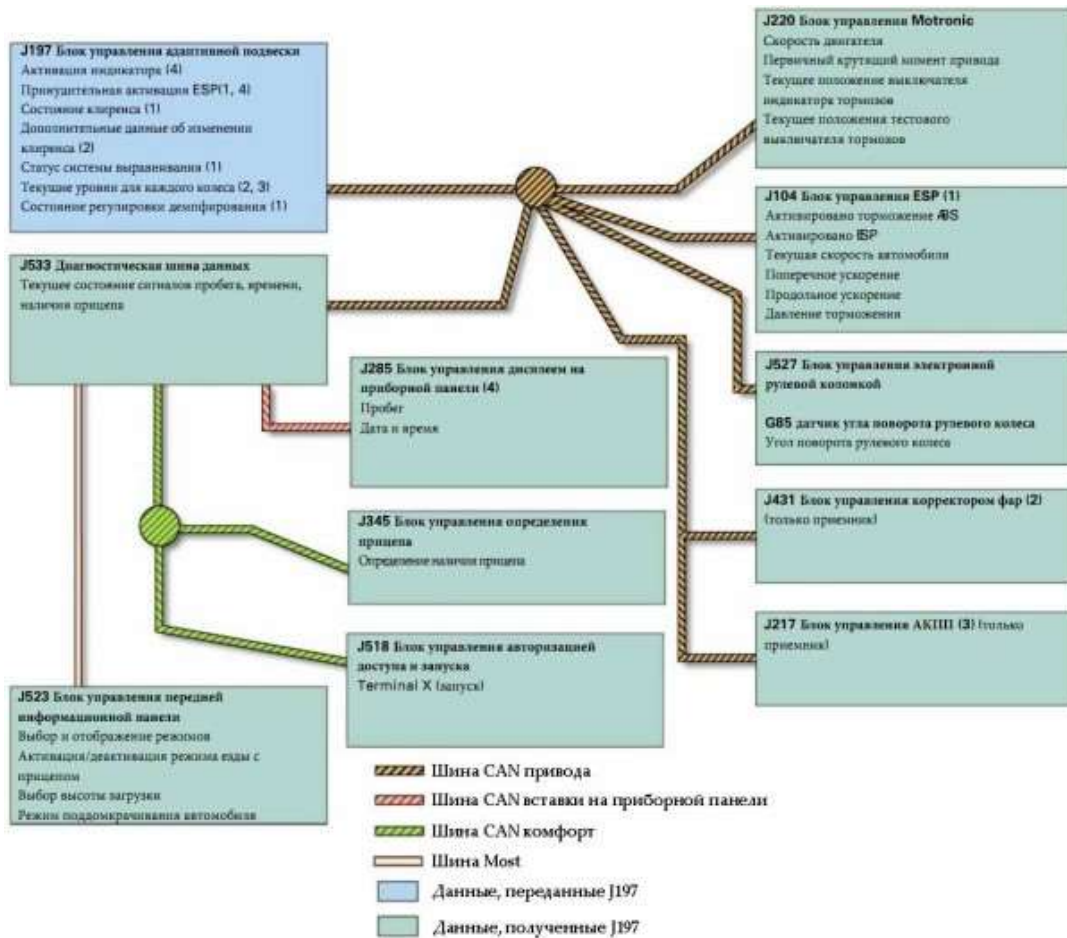 J197 Блок управления адаптивной подвески
Активация индикатора (4)
Принудительная активация ESP(1, 4)
Состояние клиренса (1)
Дополнительные данные об изменении
клиренса (2)
Статус системы выравнивания (1)
Текущие уровни для каждого колеса (2, 3)
Состояние регулировки демпфирования (1)
J533 Диагностическая шина данных
Текущее состояние сигналов пробега, времени,
наличия прицепа
J285 Блок управления дисплеем на
приборной панели (4)
Пробег
Дата и время
J345 Блок управления определения
прицепа
Определение наличия прицепа
J518 Блок управления авторизацией
доступа и запуска
Terminal X (запуск)
J523 Блок управления передней
информационной панели
Выбор и отображение режимов
Активация/деактивация режима езды с
прицепом
Выбор высоты загрузки
Режим поддомкрачивания автомобиля
J220 Блок управления Motronic
Скорость двигателя
Первичный крутящий момент привода
Текущее положение выключателя
индикатора тормозов
Текущее положения тестового
выключателя тормозов
J104 Блок управления ESP (1)
Активировано торможение ABS
Активировано ESP
Текущая скорость автомобиля
Поперечное ускорение
Продольное ускорение
Давление торможения
J527 Блок управления электронной
рулевой колонкой
G85 датчик угла поворота рулевого колеса
Угол поворота рулевого колеса
J431 Блок управления корректором фар (2)
(только приемник)
J217 Блок управления АКПП (3) (только
приемник)
Шина CAN привода
Шина CAN вставки на приборной панели
Шина CAN комфорт
Шина Most
Данные, переданные J197
Данные, полученные J197